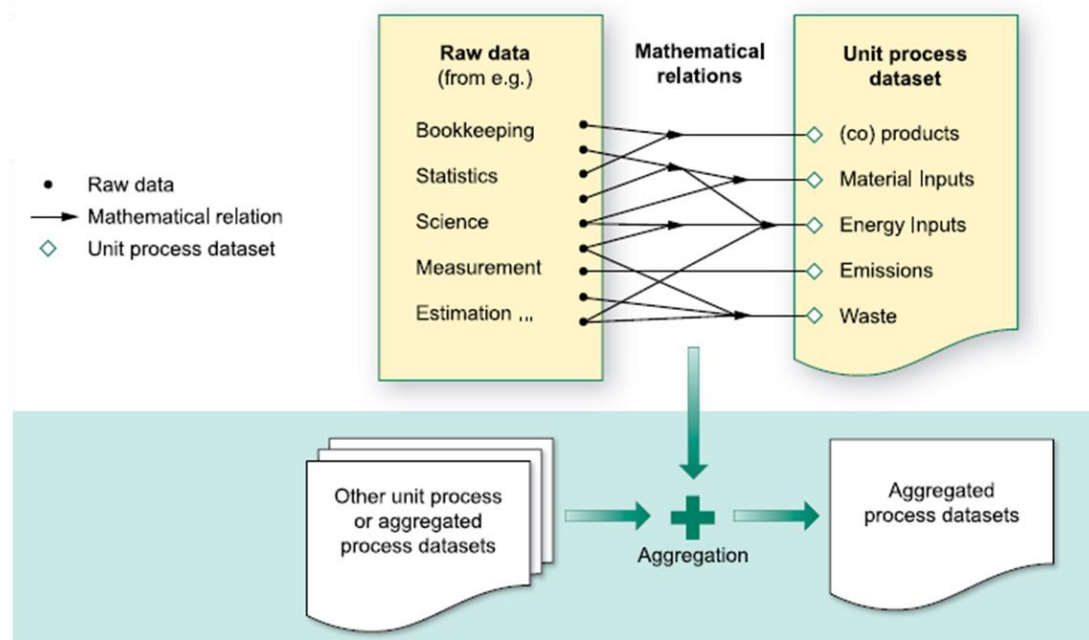 Raw data
(from e.g.)
Mathematical
relations
Unit process
dataset
Bookkeeping
Statistics
Science
Measurement
Estimation ...
(co) products
Material Inputs
Energy Inputs
Emissions
Waste
Raw data
Mathematical relation
Unit process dataset
Other unit process
or aggregated
process datasets
Aggregation
Aggregated
process datasets